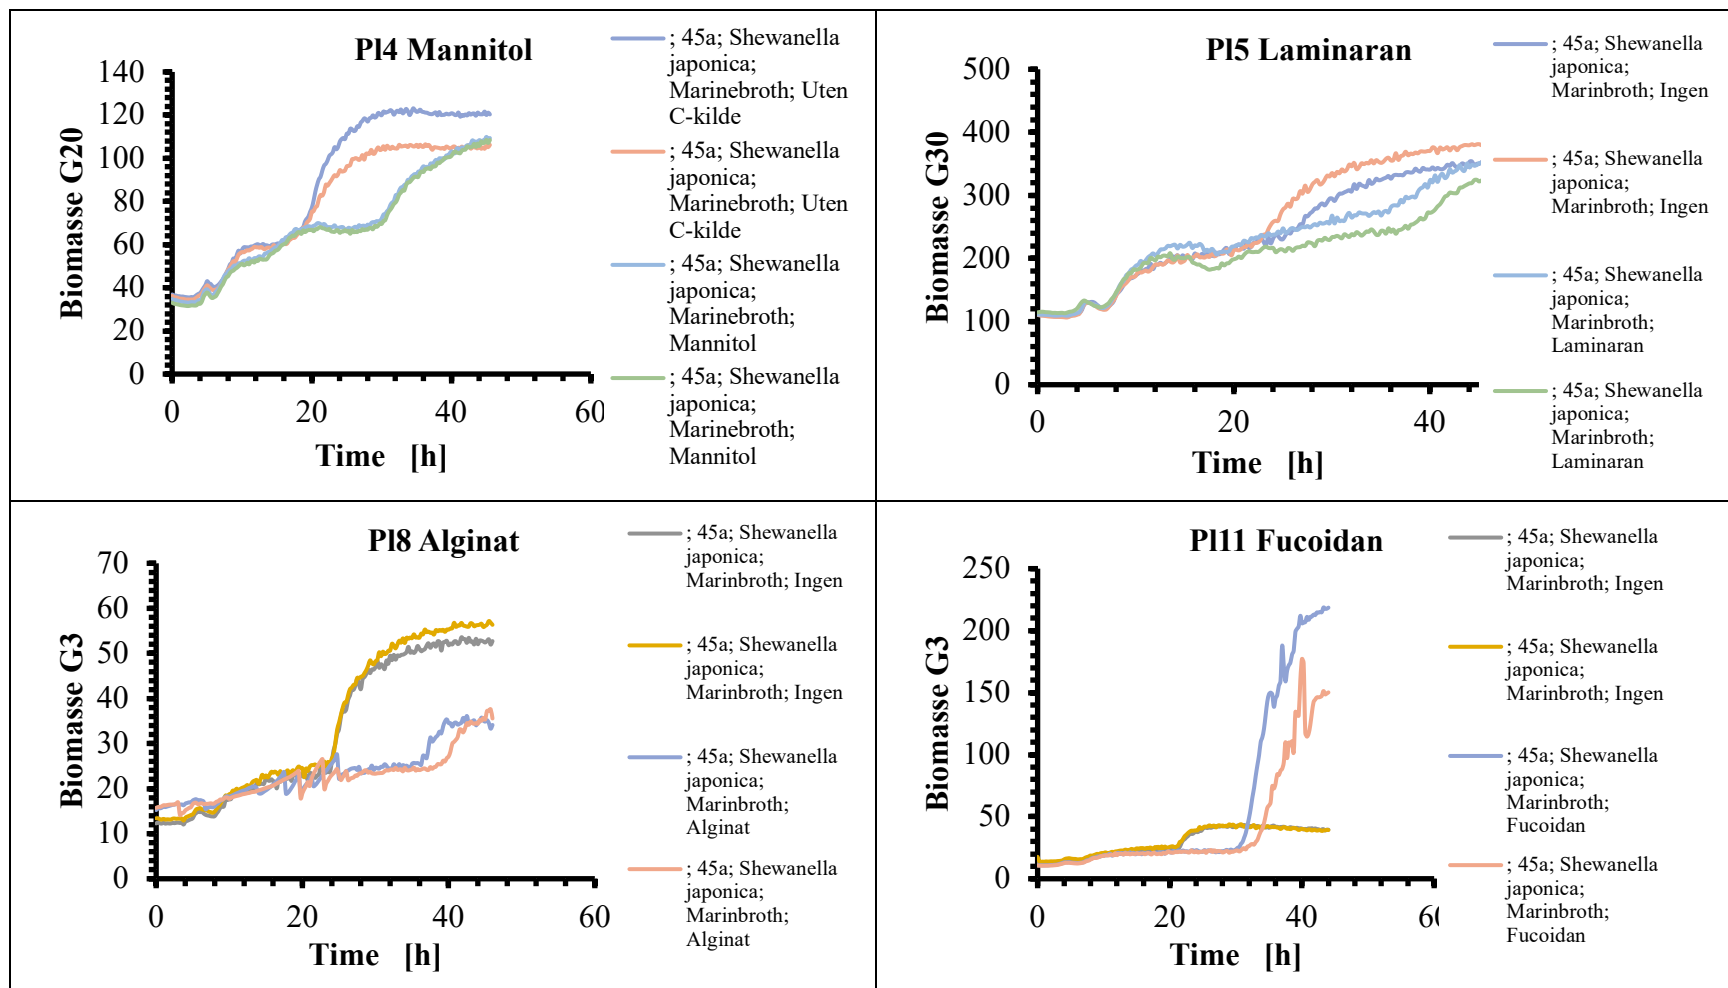 Pl4 Mannitol
Biomasse G20
140
120
100
80
60
40
20
0
0
20
40
60
Time [h]
; 45a; Shewanella
japonica;
Marinebroth; Uten
C-kilde
; 45a; Shewanella
japonica;
Marinebroth; Uten
C-kilde
; 45a; Shewanella
japonica;
Marinebroth;
Mannitol
; 45a; Shewanella
japonica;
Marinebroth;
Mannitol
Pl5 Laminaran
Biomasse G30
500
400
300
200
100
0
0
20
40
Time [h]
; 45a; Shewanella
japonica;
Marinbroth; Ingen
; 45a; Shewanella
japonica;
Marinbroth; Ingen
; 45a; Shewanella
japonica;
Marinbroth;
Laminaran
; 45a; Shewanella
japonica;
Marinbroth;
Laminaran
Pl8 Alginat
Biomasse G3
70
60
50
40
30
20
10
0
0
20
40
60
Time [h]
; 45a; Shewanella
japonica;
Marinbroth; Ingen
; 45a; Shewanella
japonica;
Marinbroth; Ingen
; 45a; Shewanella
japonica;
Marinbroth;
Alginat
; 45a; Shewanella
japonica;
Marinbroth;
Alginat
Pl11 Fucoidan
Biomasse G3
250
200
150
100
50
0
0
20
40
60
Time [h]
; 45a; Shewanella
japonica;
Marinbroth; Ingen
; 45a; Shewanella
japonica;
Marinbroth; Ingen
; 45a; Shewanella
japonica;
Marinbroth;
Fucoidan
; 45a; Shewanella
japonica;
Marinbroth;
Fucoidan